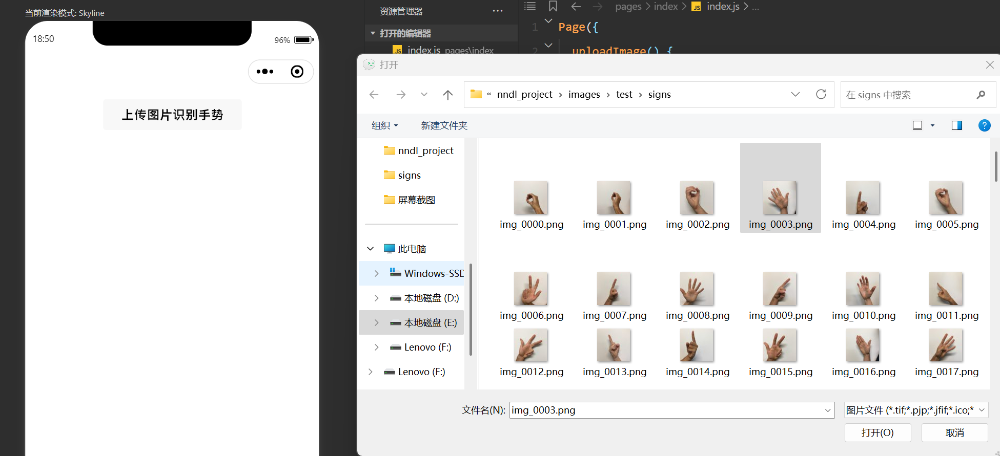 当前渲染模式: Skyline
18:50
96%
上传图片识别手势
资源管理器
打开的编辑器
index.js pages\index
pages > index > index.js > ...
1 Page({
2 uploadImage() {
打开
« nndl_project > images > test > signs
在 signs 中搜索
组织
新建文件夹
nndl_project
signs
屏幕截图
此电脑
Windows-SSD
本地磁盘 (D:)
本地磁盘 (E:)
Lenovo (F:)
Lenovo (F:)
img_0000.png img_0001.png img_0002.png img_0003.png img_0004.png img_0005.png
img_0006.png img_0007.png img_0008.png img_0009.png img_0010.png img_0011.png
img_0012.png img_0013.png img_0014.png img_0015.png img_0016.png img_0017.png
文件名(N): img_0003.png
图片文件 (*.tif;*.pjp;*.jfif;*.ico;*
打开(O) 取消